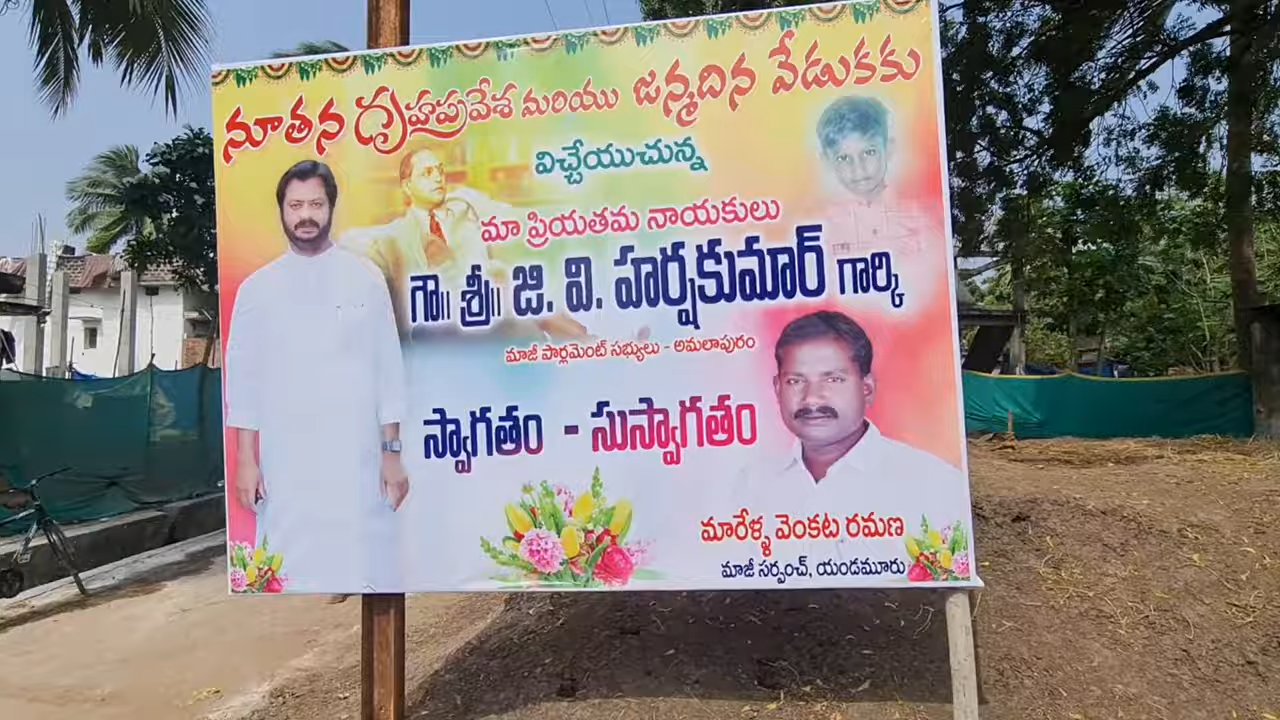 నూతన గృహప్రవేశ మరియు జన్మదిన వేడుకకు
విచ్చేయుచున్న
మా ప్రియతమ నాయకులు
గౌ|| శ్రీ|| జి. వి. హర్షకుమార్ గార్కి
మాజీ పార్లమెంట్ సభ్యులు - అమలాపురం
స్వాగతం - సుస్వాగతం
మారేళ్ళ వెంకట రమణ
మాజీ సర్పంచ్, యండమూరు